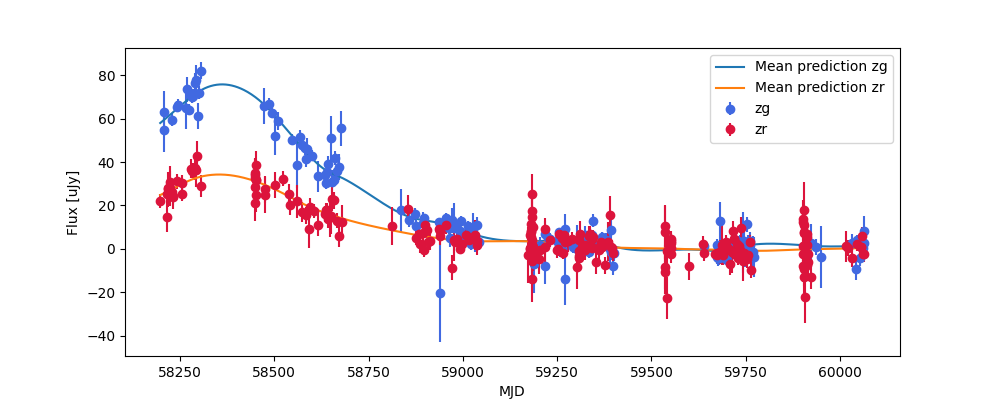 80
60
40
20
0
−20
−40
Flux [uJy]
58250
58500
58750
59000
59250
59500
59750
60000
MJD
Mean prediction zg
Mean prediction zr
zg
zr